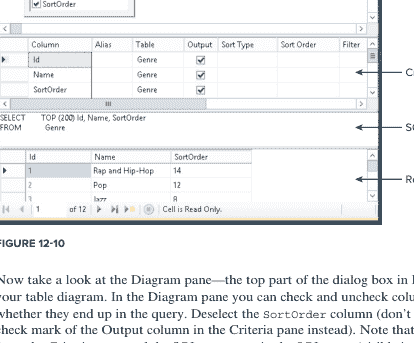 SortOrder
Column Alias Table Output Sort Type Sort Order Filter
Id Genre
Name Genre
SortOrder Genre
SELECT TOP (200) Id, Name, SortOrder
FROM Genre
Id Name SortOrder
1 Rap and Hip-Hop 14
2 Pop 12
3 Jazz 8
1 of 12 Cell is Read Only.
FIGURE 12-10
Now take a look at the Diagram pane—the top part of the dialog box in
your table diagram. In the Diagram pane you can check and uncheck
whether they end up in the query. Deselect the SortOrder column (don't
check mark of the Output column in the Criteria pane instead). Note that